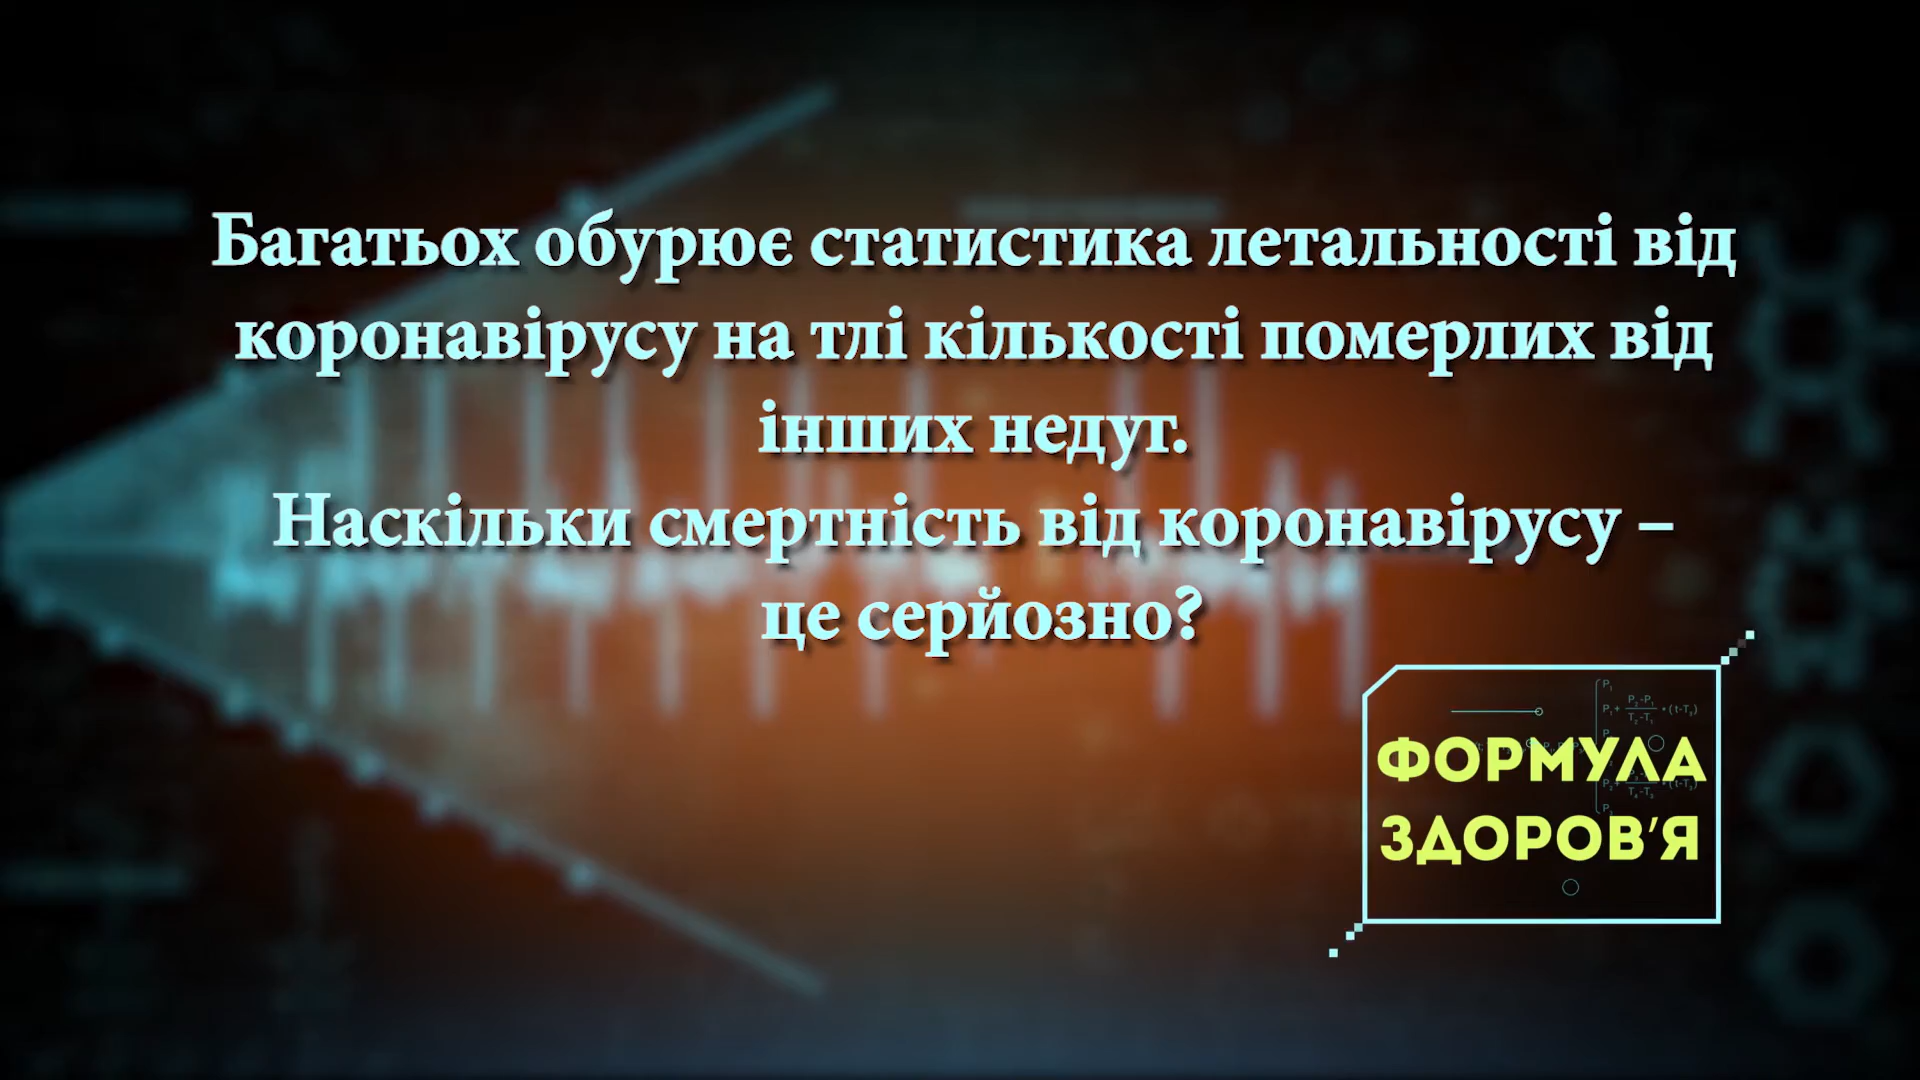 Багатьох обурює статистика летальності від
коронавірусу на тлі кількості померлих від
інших недуг.
Наскільки смертність від коронавірусу –
це серйозно?
ФОРМУЛА
ЗДОРОВ'Я